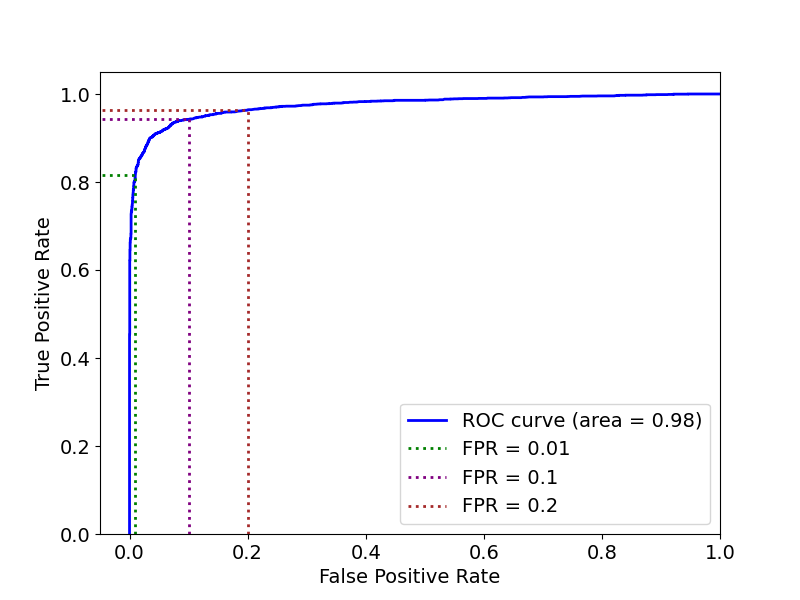 1.0
0.8
0.6
0.4
0.2
0.0
True Positive Rate
ROC curve (area = 0.98)
FPR = 0.01
FPR = 0.1
FPR = 0.2
0.0 0.2 0.4 0.6 0.8 1.0
False Positive Rate